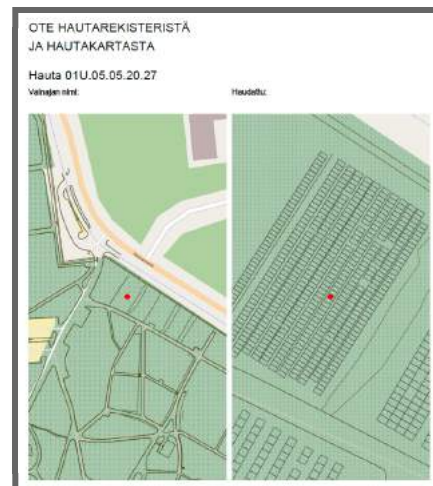 OTE HAUTAREKISTERISTÄ
JA HAUTAKARTASTA
Hauta 01U.05.05.20.27
Vainajan nimi:
Haudattu: